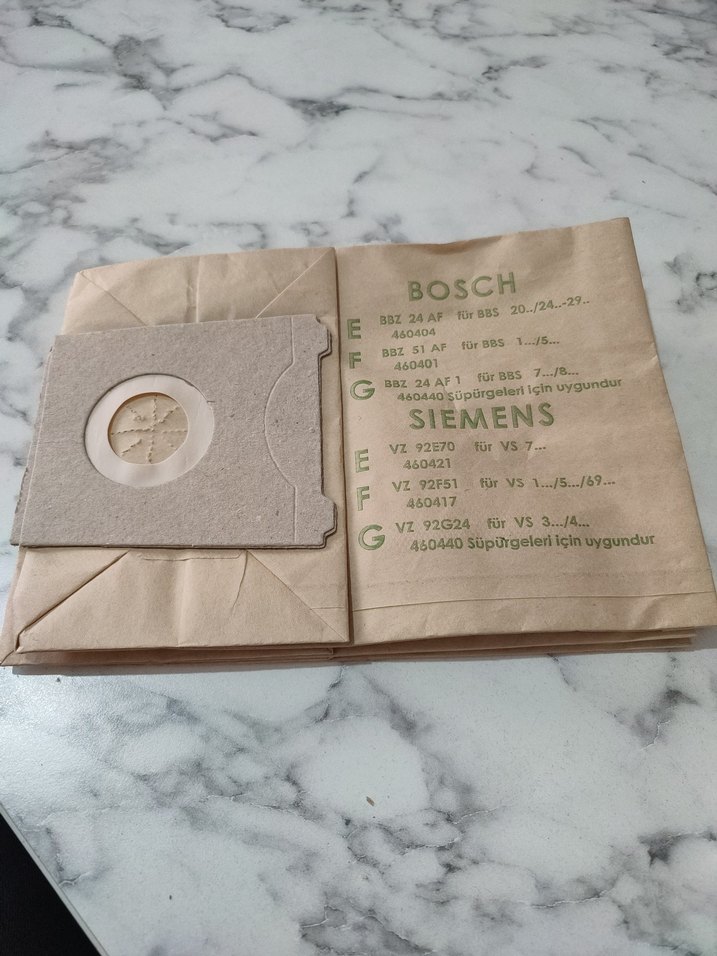 BOSCH
E BBZ 24 AF für BBS 20../24..-29..
460404
F BBZ 51 AF für BBS 1.../5...
460401
G BBZ 24 AF 1 für BBS 7.../8...
460440 Süpürgeleri için uygundur
SIEMENS
E VZ 92E70 für VS 7...
460421
F VZ 92F51 für VS 1.../5.../69...
460417
G VZ 92G24 für VS 3.../4...
460440 Süpürgeleri için uygundur